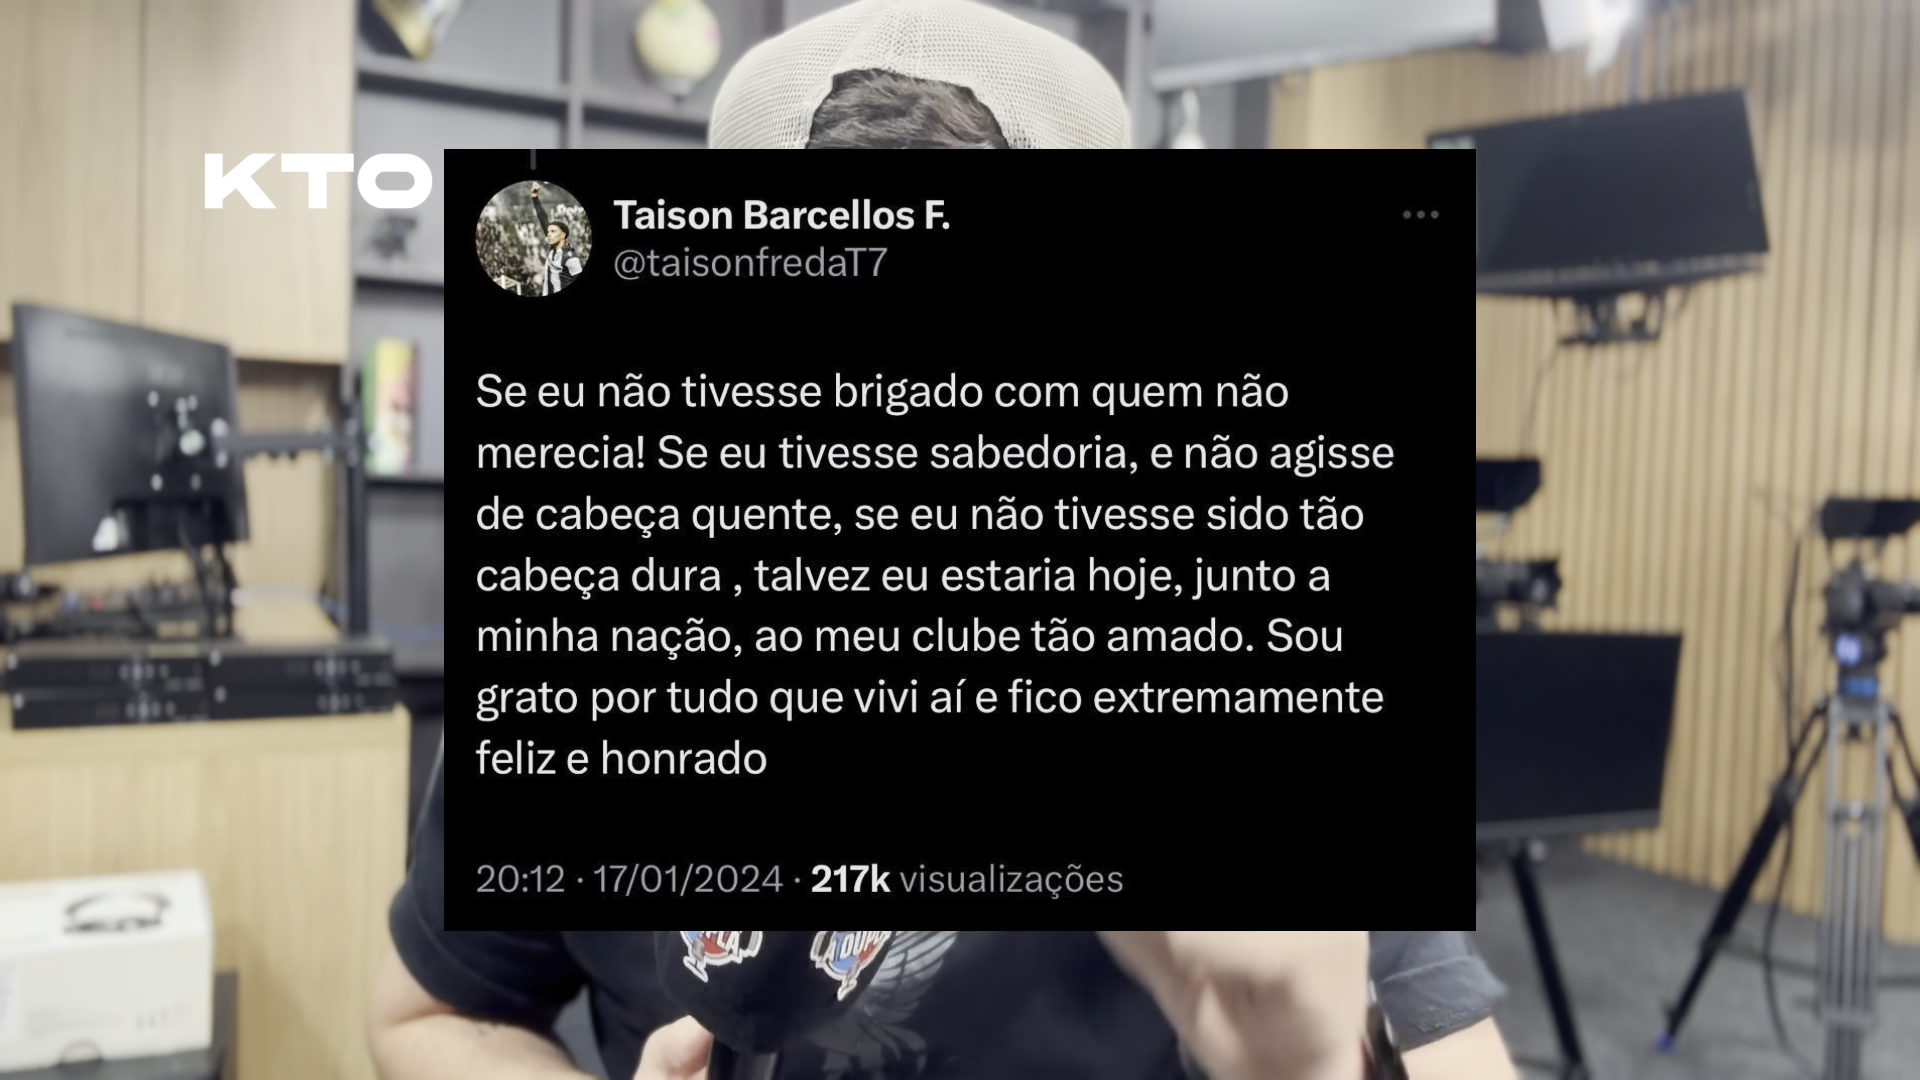 KTO
Taison Barcellos F.
@taisonfredaT7
Se eu não tivesse brigado com quem não
merecia! Se eu tivesse sabedoria, e não agisse
de cabeça quente, se eu não tivesse sido tão
cabeça dura , talvez eu estaria hoje, junto a
minha nação, ao meu clube tão amado. Sou
grato por tudo que vivi aí e fico extremamente
feliz e honrado
20:12 · 17/01/2024 · 217k visualizações